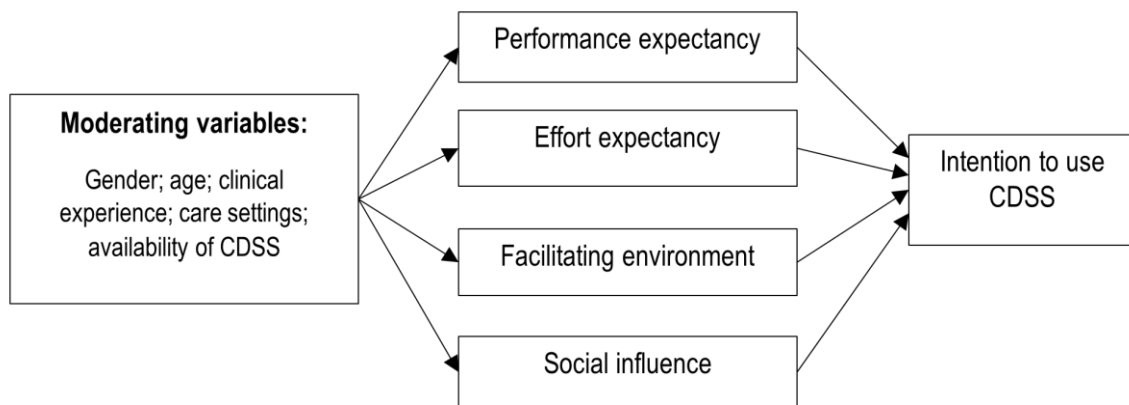 Moderating variables:
Gender; age; clinical
experience; care settings;
availability of CDSS
Performance expectancy
Effort expectancy
Facilitating environment
Social influence
Intention to use
CDSS